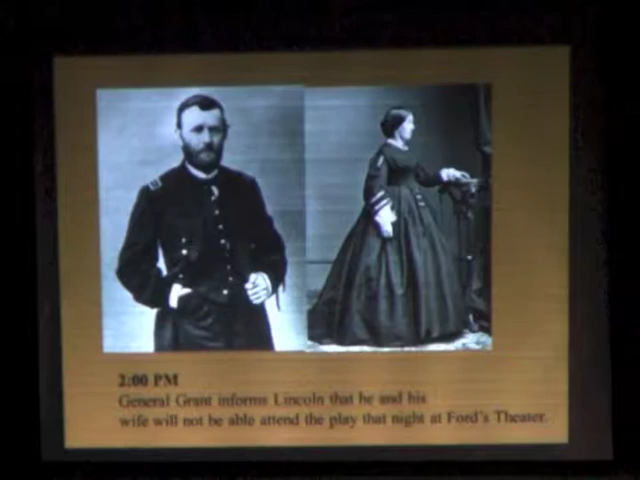 2:00 PM
General Grant informs Lincoln that he and his
wife will not be able attend the play that night at Ford's Theater.